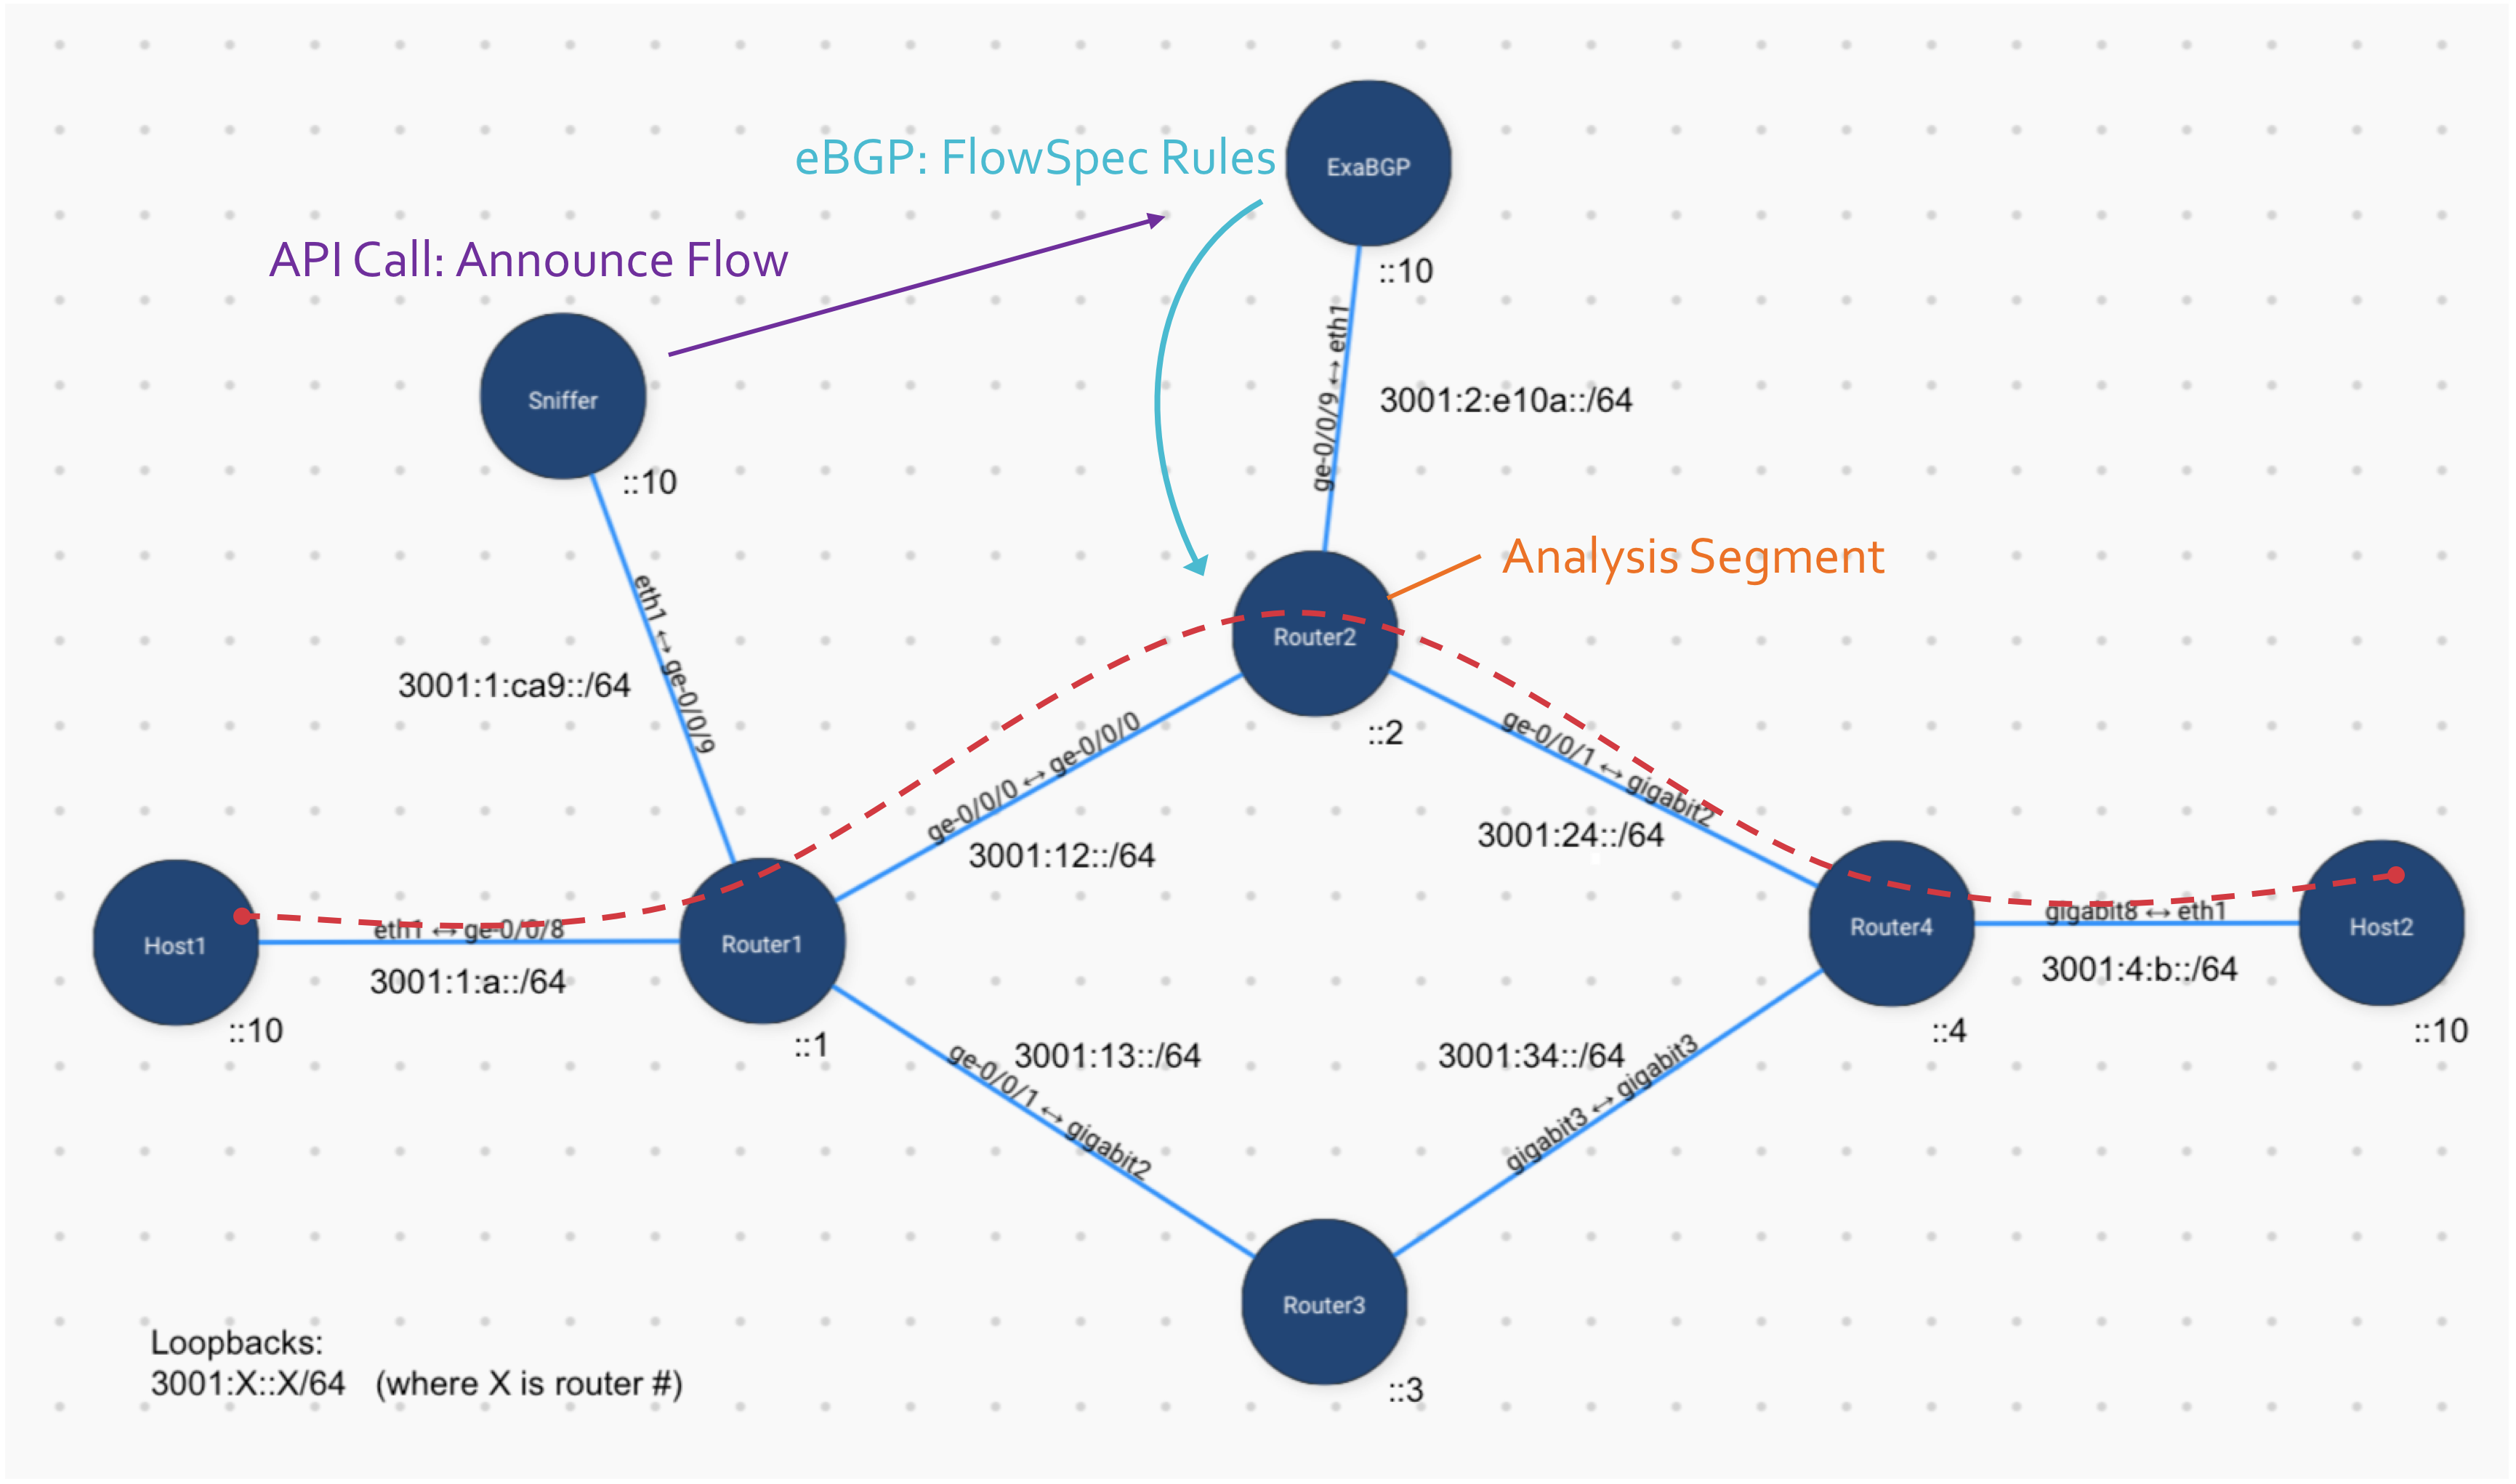 ExaBGP
eBGP: FlowSpec Rules
API Call: Announce Flow
::10
ge-0/0/9 ↔ eth1
3001:2:e10a::/64
Sniffer
::10
Analysis Segment
eth1 ↔ ge-0/0/9
3001:1:ca9::/64
Router2
::2
ge-0/0/0 ↔ ge-0/0/0
3001:12::/64
ge-0/0/1 ↔ gigabit2
3001:24::/64
Host1
::10
eth1 ↔ ge-0/0/8
3001:1:a::/64
Router1
::1
Router4
::4
gigabit8 ↔ eth1
3001:4:b::/64
Host2
::10
ge-0/0/1 ↔ gigabit2
3001:13::/64
3001:34::/64
gigabit3 ↔ gigabit3
Router3
::3
Loopbacks:
3001:X::X/64 (where X is router #)